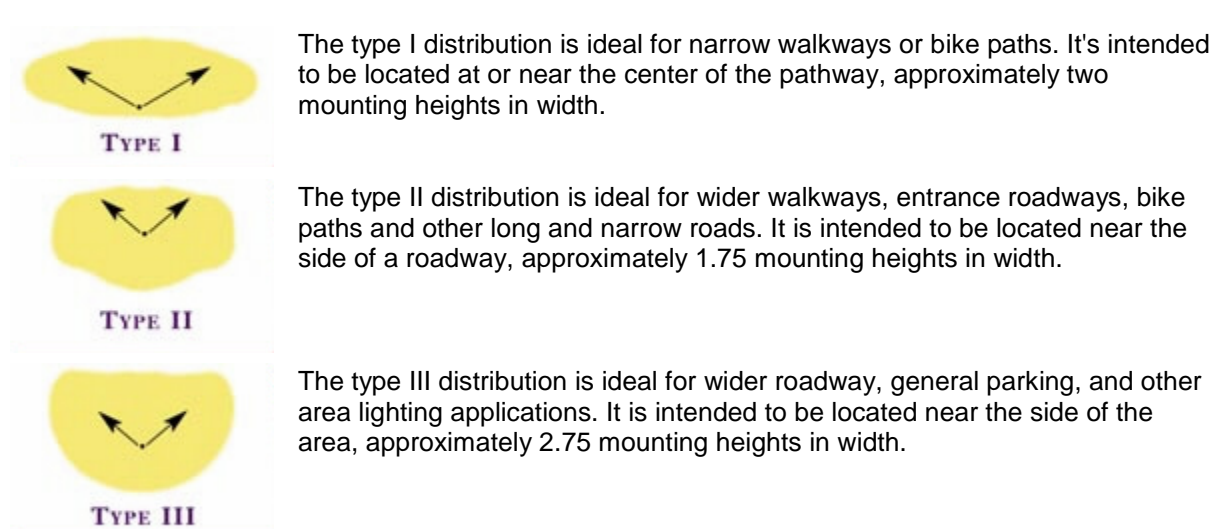 The type I distribution is ideal for narrow walkways or bike paths. It's intended
to be located at or near the center of the pathway, approximately two
mounting heights in width.
TYPE I
The type II distribution is ideal for wider walkways, entrance roadways, bike
paths and other long and narrow roads. It is intended to be located near the
side of a roadway, approximately 1.75 mounting heights in width.
TYPE II
The type III distribution is ideal for wider roadway, general parking, and other
area lighting applications. It is intended to be located near the side of the
area, approximately 2.75 mounting heights in width.
TYPE III